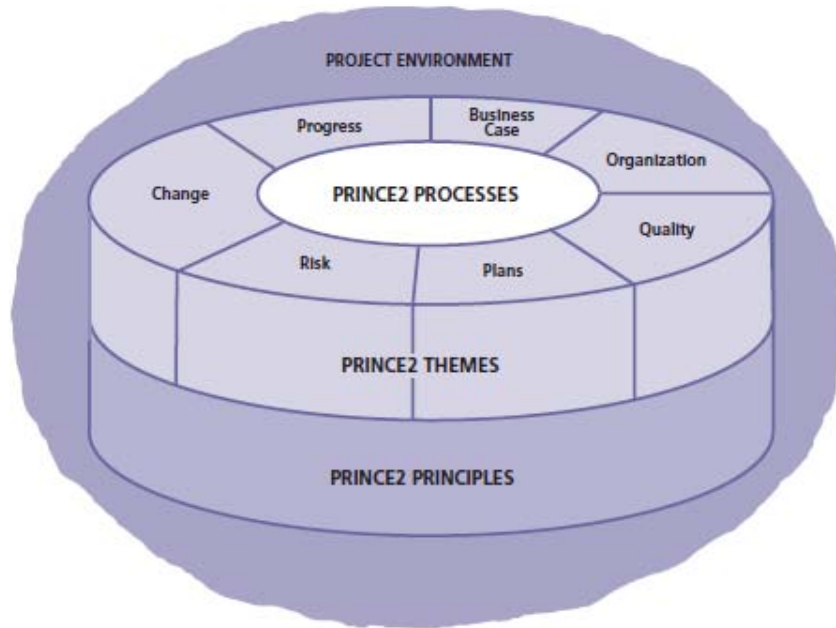 PROJECT ENVIRONMENT
Progress
Business
Case
Organization
Change
PRINCE2 PROCESSES
Quality
Risk
Plans
PRINCE2 THEMES
PRINCE2 PRINCIPLES